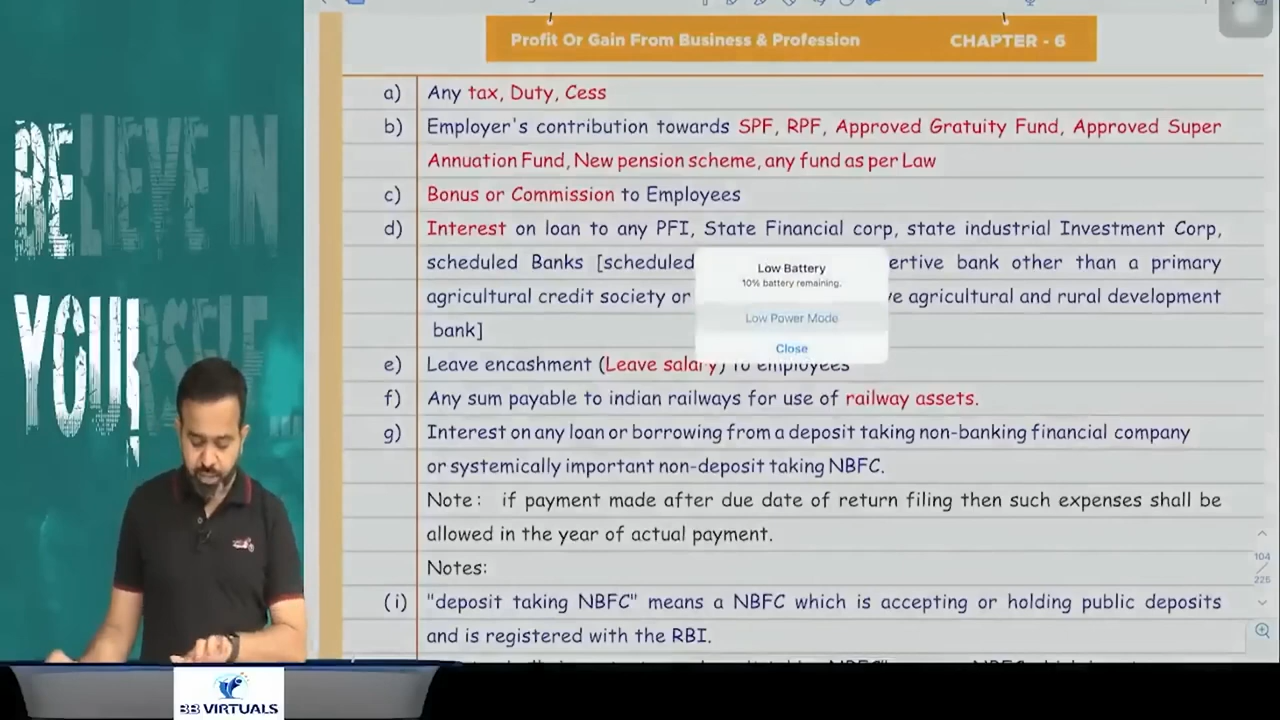 BELIEVE IN
YOURSELF
Profit Or Gain From Business & Profession
CHAPTER - 6
a) Any tax, Duty, Cess
b) Employer's contribution towards SPF, RPF, Approved Gratuity Fund, Approved Super
Annuation Fund, New pension scheme, any fund as per Law
c) Bonus or Commission to Employees
d) Interest on loan to any PFI, State Financial corp, state industrial Investment Corp,
scheduled Banks [scheduled ertive bank other than a primary
agricultural credit society or ve agricultural and rural development
bank]
Low Battery
10% battery remaining.
Low Power Mode
Close
e) Leave encashment (Leave salary) to employees
f) Any sum payable to indian railways for use of railway assets.
g) Interest on any loan or borrowing from a deposit taking non-banking financial company
or systemically important non-deposit taking NBFC.
Note : if payment made after due date of return filing then such expenses shall be
allowed in the year of actual payment.
Notes:
(i) "deposit taking NBFC" means a NBFC which is accepting or holding public deposits
and is registered with the RBI.
104
226
BB VIRTUALS